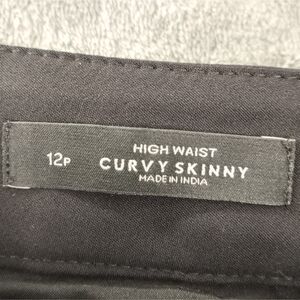 12P
HIGH WAIST
CURVY SKINNY
MADE IN INDIA